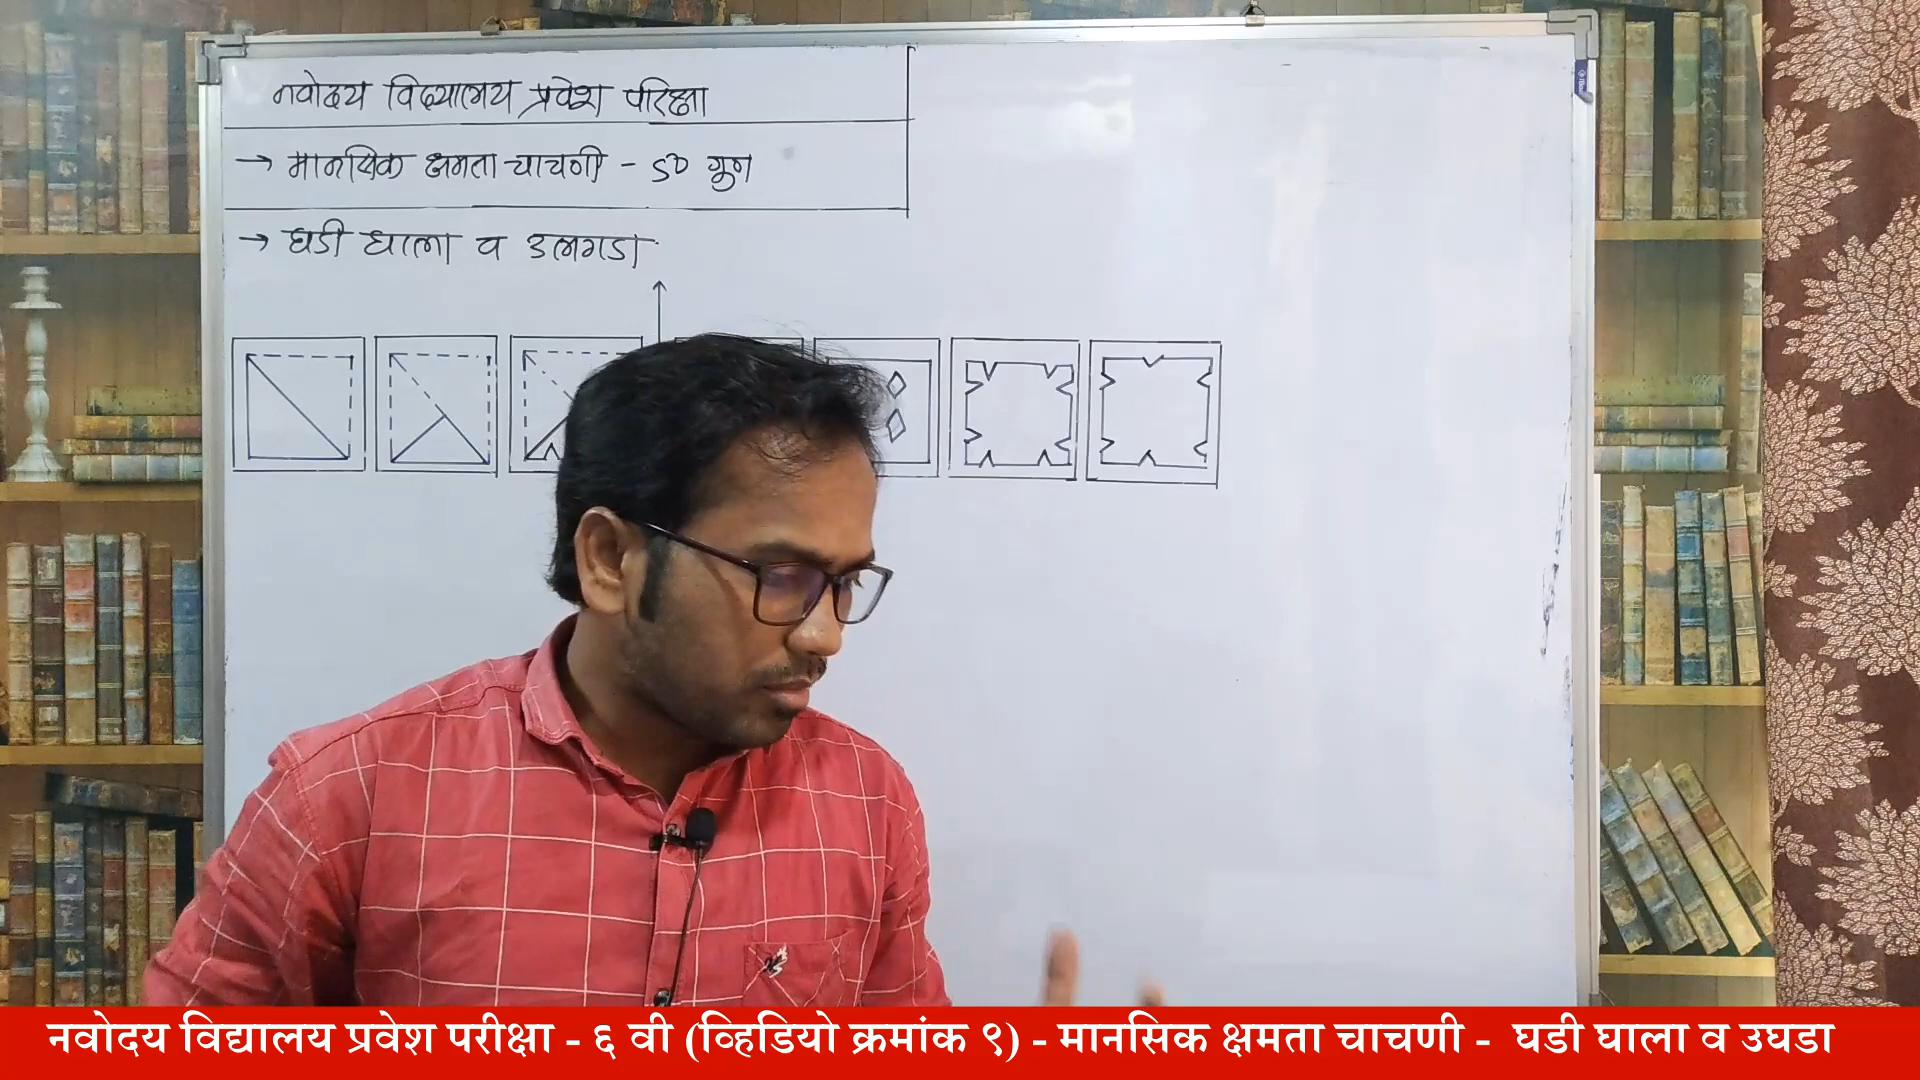 नवोदय विद्यालय प्रवेश परिक्षा
→ मानसिक क्षमता चाचणी - 50 गुण
→ घडी घाला व उलगडा
नवोदय विद्यालय प्रवेश परीक्षा - ६ वी (व्हिडियो क्रमांक ९) - मानसिक क्षमता चाचणी - घडी घाला व उघडा